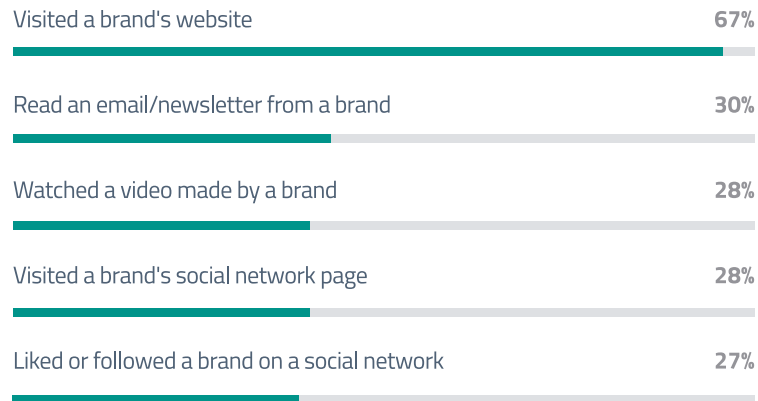 Visited a brand's website 67%
Read an email/newsletter from a brand 30%
Watched a video made by a brand 28%
Visited a brand's social network page 28%
Liked or followed a brand on a social network 27%